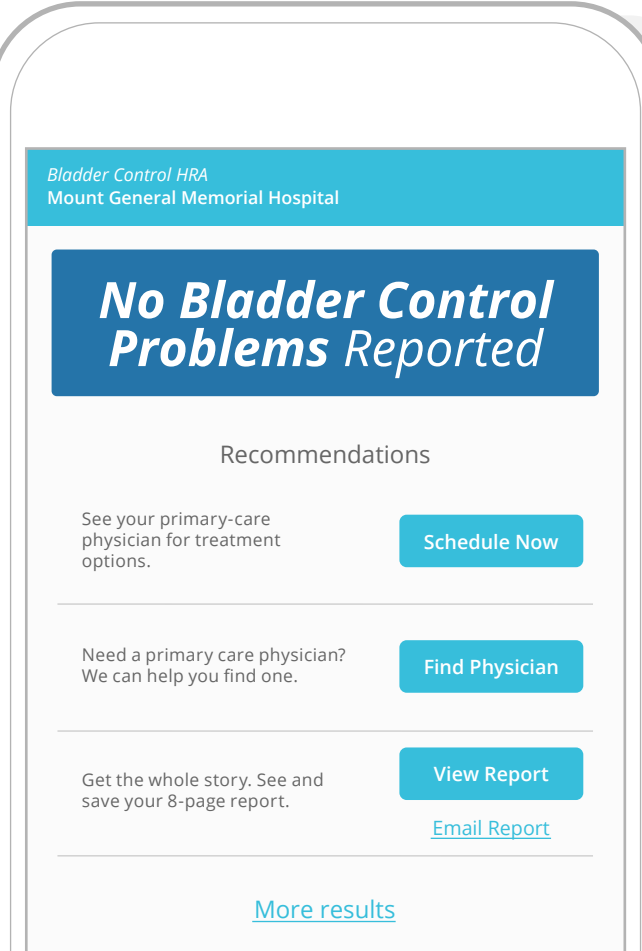 Bladder Control HRA
Mount General Memorial Hospital
No Bladder Control
Problems Reported
Recommendations
See your primary-care
physician for treatment
options.
Schedule Now
Need a primary care physician?
We can help you find one.
Find Physician
Get the whole story. See and
save your 8-page report.
View Report
Email Report
More results